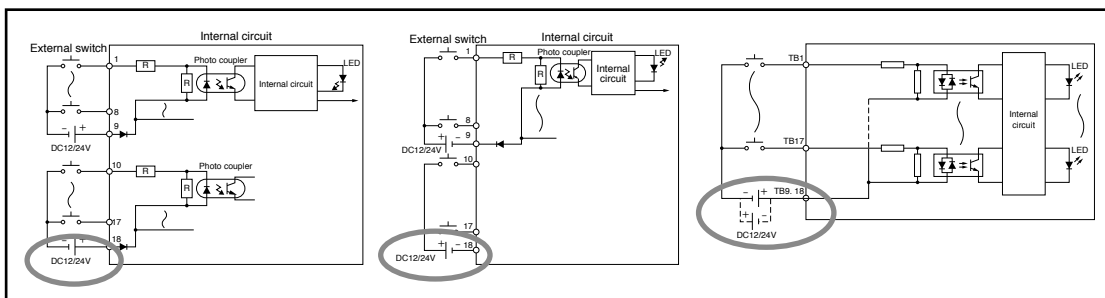 External switch
Internal circuit
1
R
Photo coupler
R
Internal circuit
LED
8
- +
9
DC12/24V
10
R
Photo coupler
R
17
- +
18
DC12/24V
External switch
Internal circuit
1
R
Photo coupler
R
Internal
circuit
LED
8
+ -
9
DC12/24V
10
17
+ -
18
DC12/24V
TB1
LED
Internal
circuit
TB17
LED
- +
TB9. 18
+ -
DC12/24V